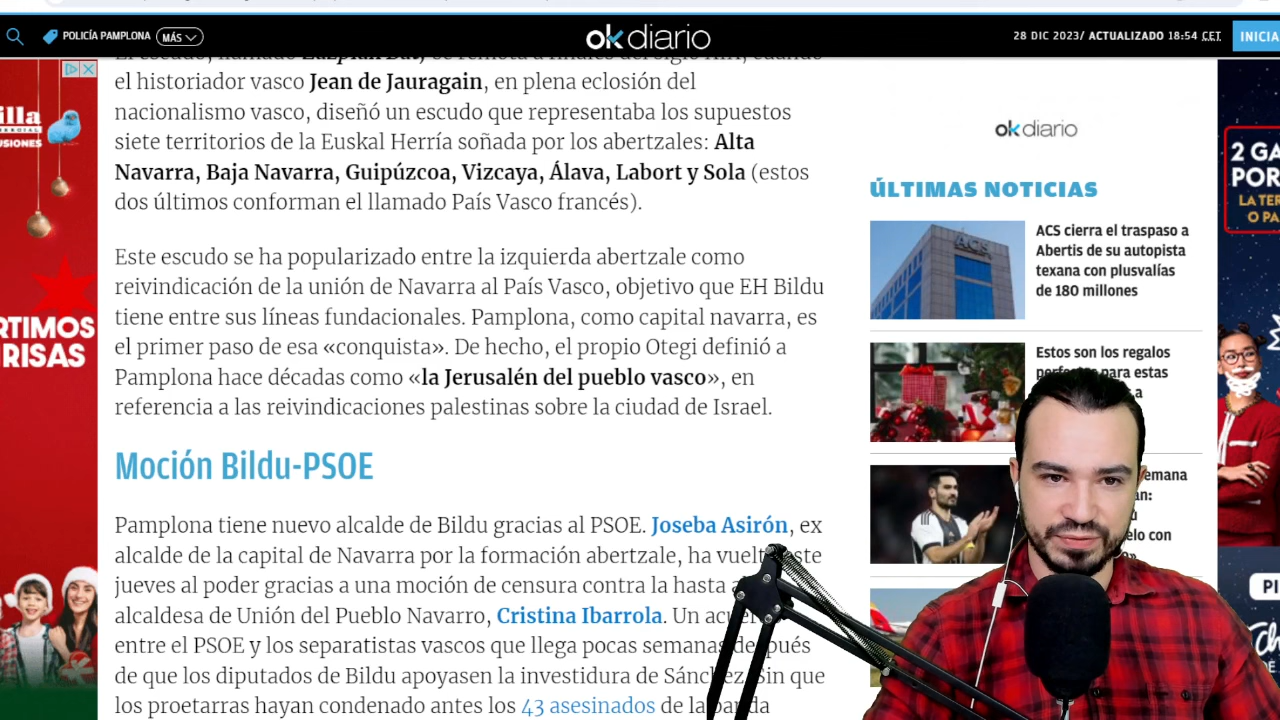 POLICÍA PAMPLONA
MÁS
okdiario
28 DIC 2023/ ACTUALIZADO 18:54 CET
INICIA
el historiador vasco Jean de Jauragain, en plena eclosión del
nacionalismo vasco, diseñó un escudo que representaba los supuestos
siete territorios de la Euskal Herría soñada por los abertzales: Alta
Navarra, Baja Navarra, Guipúzcoa, Vizcaya, Álava, Labort y Sola (estos
dos últimos conforman el llamado País Vasco francés).
Este escudo se ha popularizado entre la izquierda abertzale como
reivindicación de la unión de Navarra al País Vasco, objetivo que EH Bildu
tiene entre sus líneas fundacionales. Pamplona, como capital navarra, es
el primer paso de esa «conquista». De hecho, el propio Otegi definió a
Pamplona hace décadas como «la Jerusalén del pueblo vasco», en
referencia a las reivindicaciones palestinas sobre la ciudad de Israel.
Moción Bildu-PSOE
Pamplona tiene nuevo alcalde de Bildu gracias al PSOE. Joseba Asirón, ex
alcalde de la capital de Navarra por la formación abertzale, ha vuelto este
jueves al poder gracias a una moción de censura contra la hasta
alcaldesa de Unión del Pueblo Navarro, Cristina Ibarrola. Un
entre el PSOE y los separatistas vascos que llega pocas semanas después
de que los diputados de Bildu apoyasen la investidura de Sánchez. Sin que
los proetarras hayan condenado antes los 43 asesinados de la banda
okdiario
ÚLTIMAS NOTICIAS
ACS
ACS cierra el traspaso a
Abertis de su autopista
texana con plusvalías
de 180 millones
Estos son los regalos
para estas
a
emana
elo con
illa
USIONES
RTIMOS
RISAS
2 GA
POR
LA TER
O PA